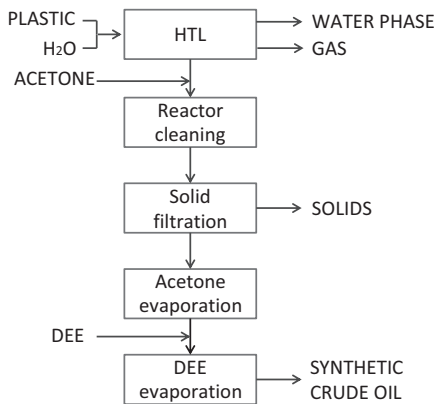 PLASTIC
H₂O
HTL
WATER PHASE
GAS
ACETONE
Reactor
cleaning
Solid
filtration
SOLIDS
Acetone
evaporation
DEE
DEE
evaporation
SYNTHETIC
CRUDE OIL